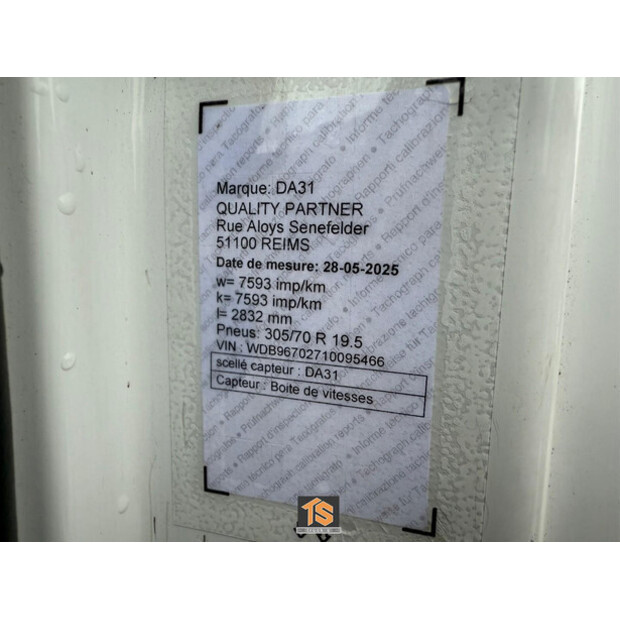 Marque: DA31
QUALITY PARTNER
Rue Aloys Senefelder
51100 REIMS
Date de mesure: 28-05-2025
w= 7593 imp/km
k= 7593 imp/km
l= 2832 mm
Pneus: 305/70 R 19.5
VIN : WDB96702710095466
scellé capteur : DA31
Capteur : Boite de vitesses
TS